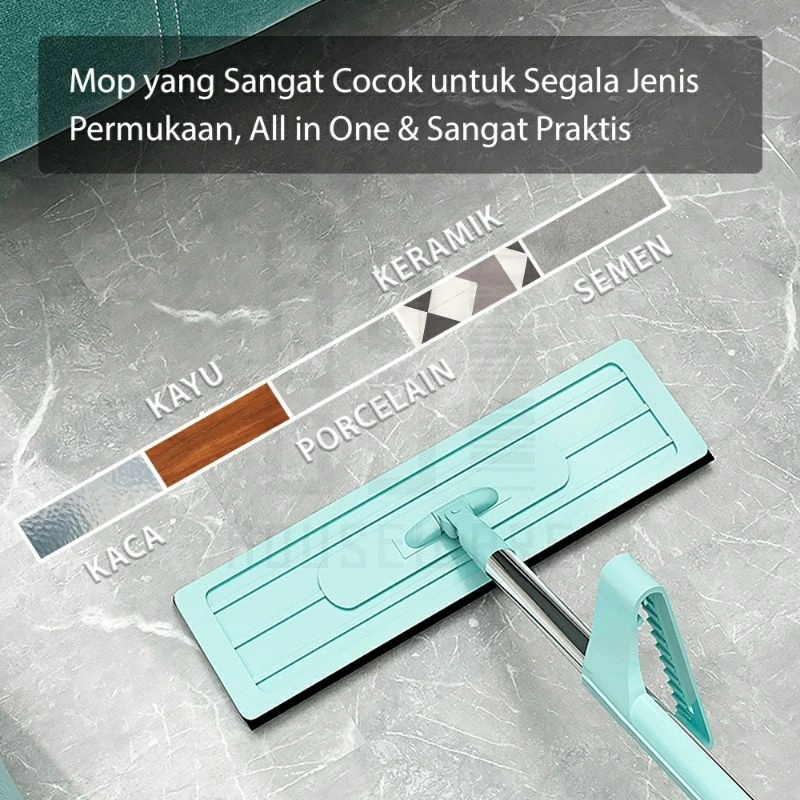 Mop yang Sangat Cocok untuk Segala Jenis
Permukaan, All in One & Sangat Praktis
KERAMIK
SEMEN
KAYU
PORCELAIN
KACA